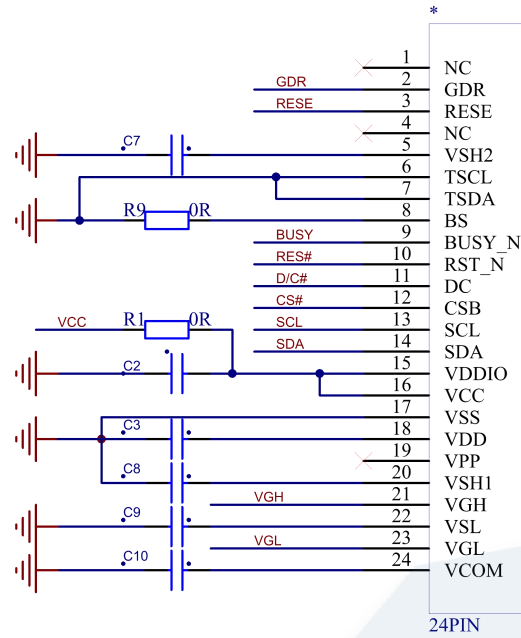 *
1 NC
GDR 2 GDR
RESE 3 RESE
4 NC
C7 5 VSH2
6 TSCL
7 TSDA
R9 0R 8 BS
BUSY 9 BUSY_N
RES# 10 RST_N
D/C# 11 DC
CS# 12 CSB
VCC R1 0R SCL 13 SCL
SDA 14 SDA
C2 15 VDDIO
16 VCC
17 VSS
C3 18 VDD
19 VPP
C8 20 VSH1
VGH 21 VGH
C9 22 VSL
VGL 23 VGL
C10 24 VCOM
24PIN